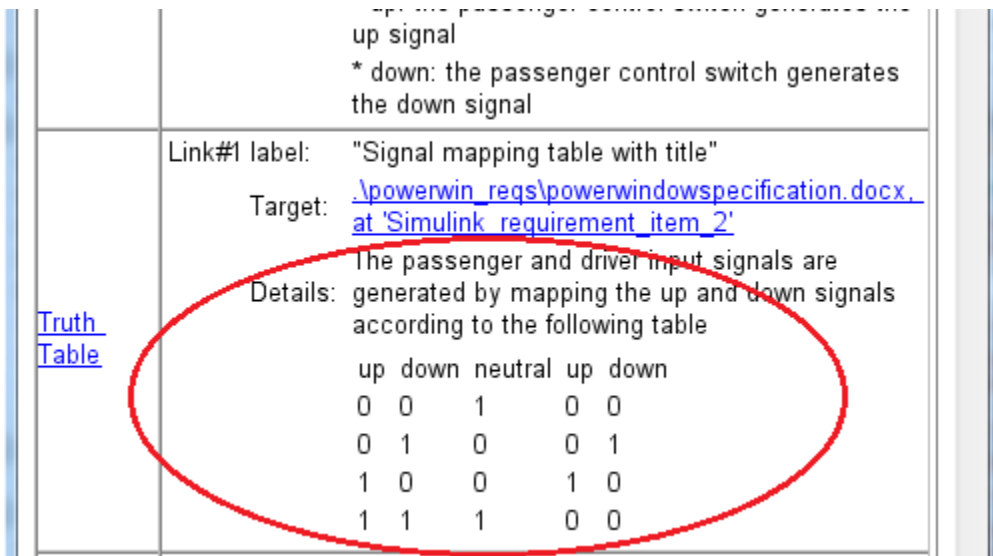 up: the passenger control switch generates the
up signal
* down: the passenger control switch generates
the down signal
Link#1 label: "Signal mapping table with title"
Target: .\powerwin_reqs\powerwindowspecification.docx,
at 'Simulink_requirement_item_2'
Truth
Table
Details: The passenger and driver input signals are
generated by mapping the up and down signals
according to the following table
up down neutral up down
0 0 1 0 0
0 1 0 0 1
1 0 0 1 0
1 1 1 0 0